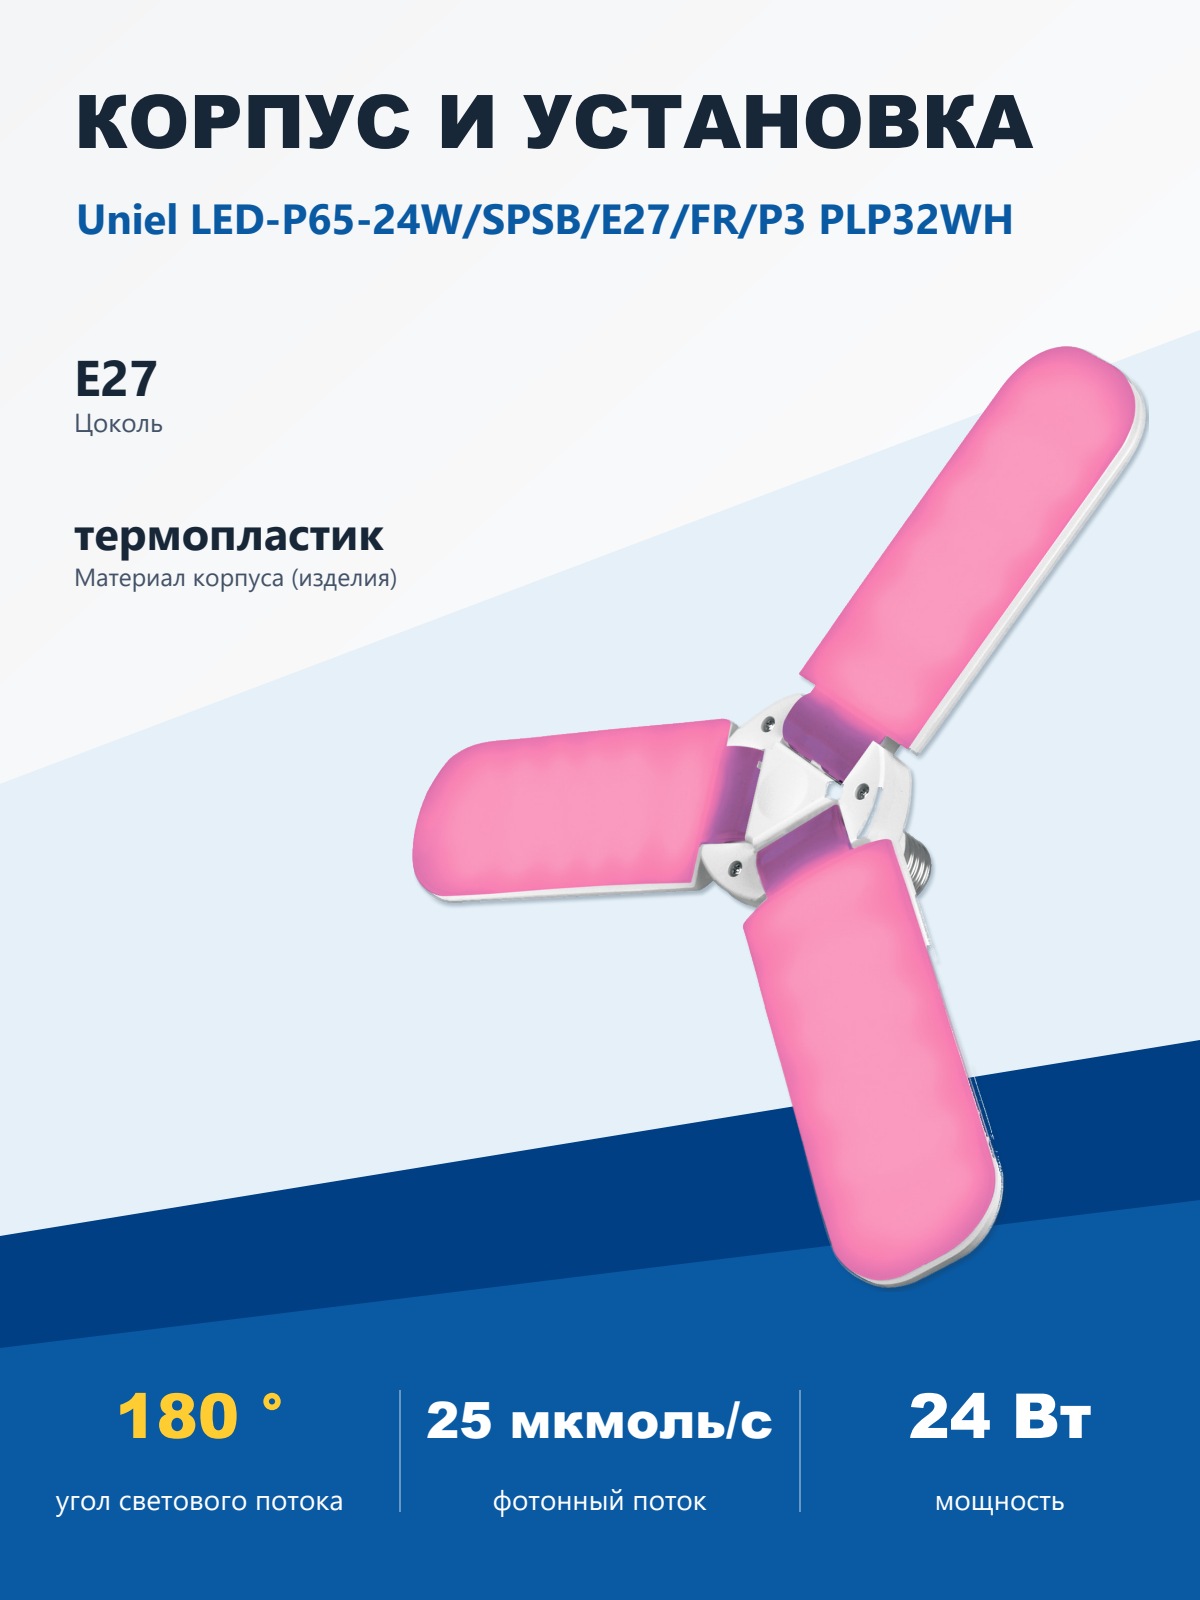 КОРПУС И УСТАНОВКА
Uniel LED-P65-24W/SPSB/E27/FR/P3 PLP32WH
E27
Цоколь
термопластик
Материал корпуса (изделия)
180 °
угол светового потока
25 мкмоль/с
фотонный поток
24 Вт
мощность